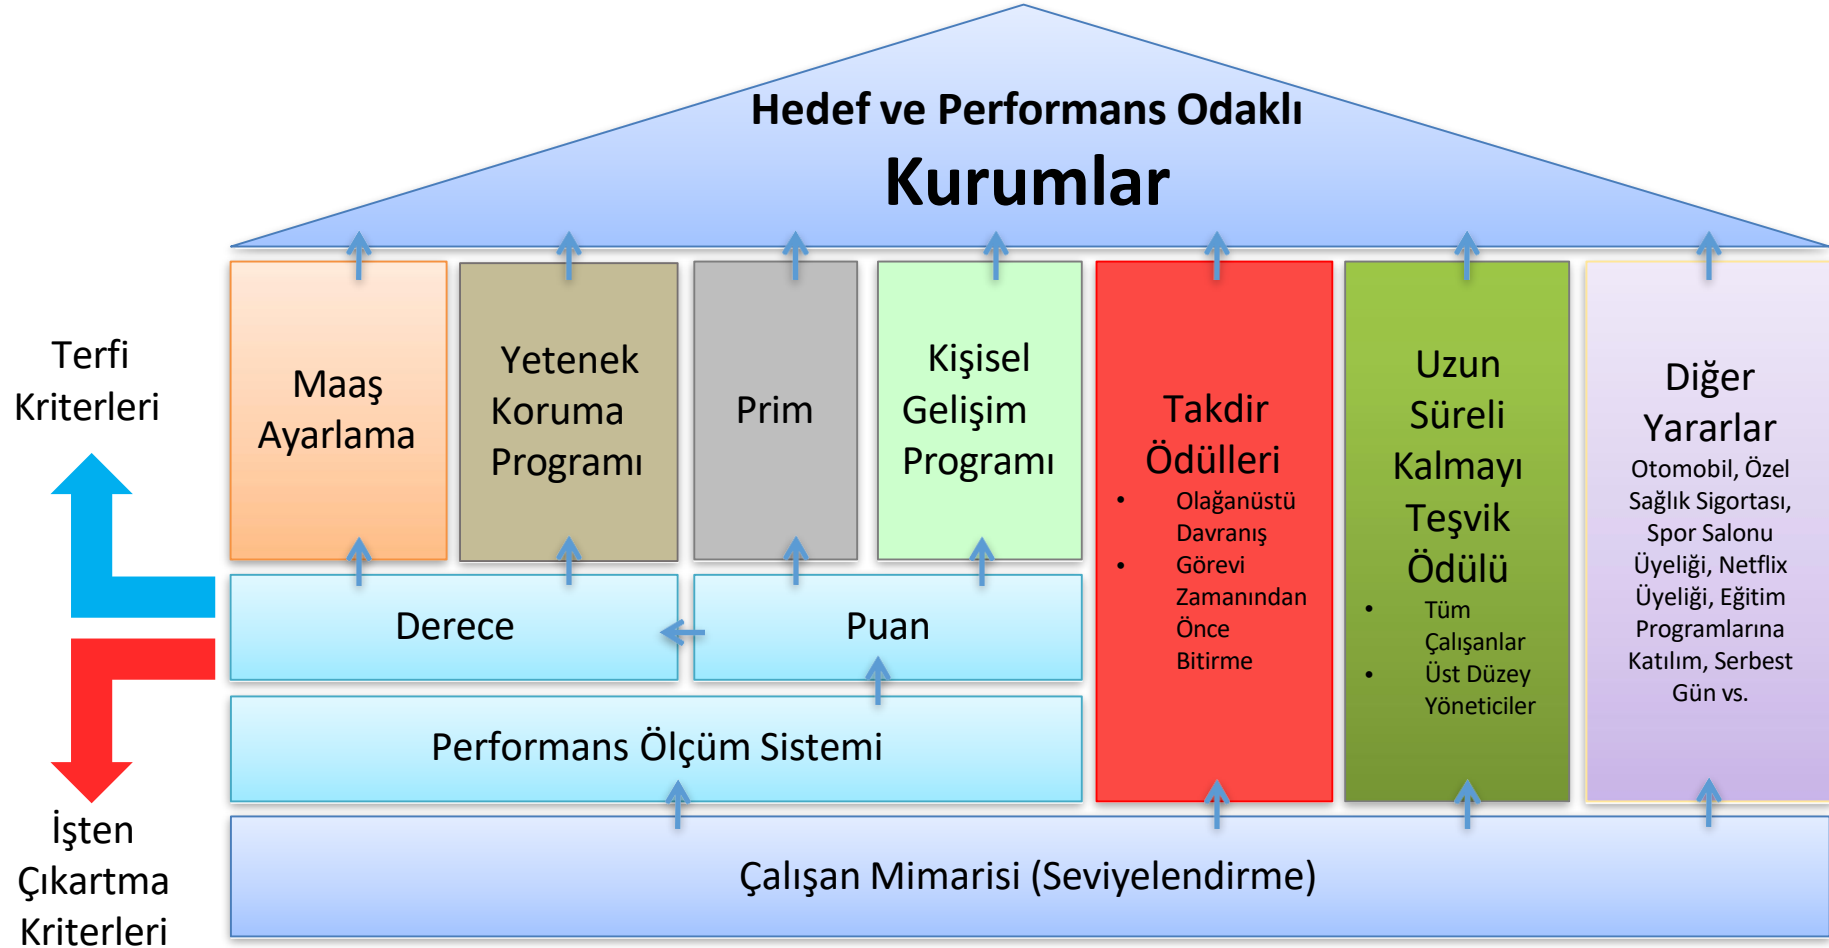 Hedef ve Performans Odaklı
Kurumlar
Terfi
Kriterleri
Maaş
Ayarlama
Yetenek
Koruma
Programı
Prim
Kişisel
Gelişim
Programı
Takdir
Ödülleri
• Olağanüstü
Davranış
• Görevi
Zamanından
Önce
Bitirme
Uzun
Süreli
Kalmayı
Teşvik
Ödülü
• Tüm
Çalışanlar
• Üst Düzey
Yöneticiler
Diğer
Yararlar
Otomobil, Özel
Sağlık Sigortası,
Spor Salonu
Üyeliği, Netflix
Üyeliği, Eğitim
Programlarına
Katılım, Serbest
Gün vs.
Derece
Puan
Performans Ölçüm Sistemi
İşten
Çıkartma
Kriterleri
Çalışan Mimarisi (Seviyelendirme)